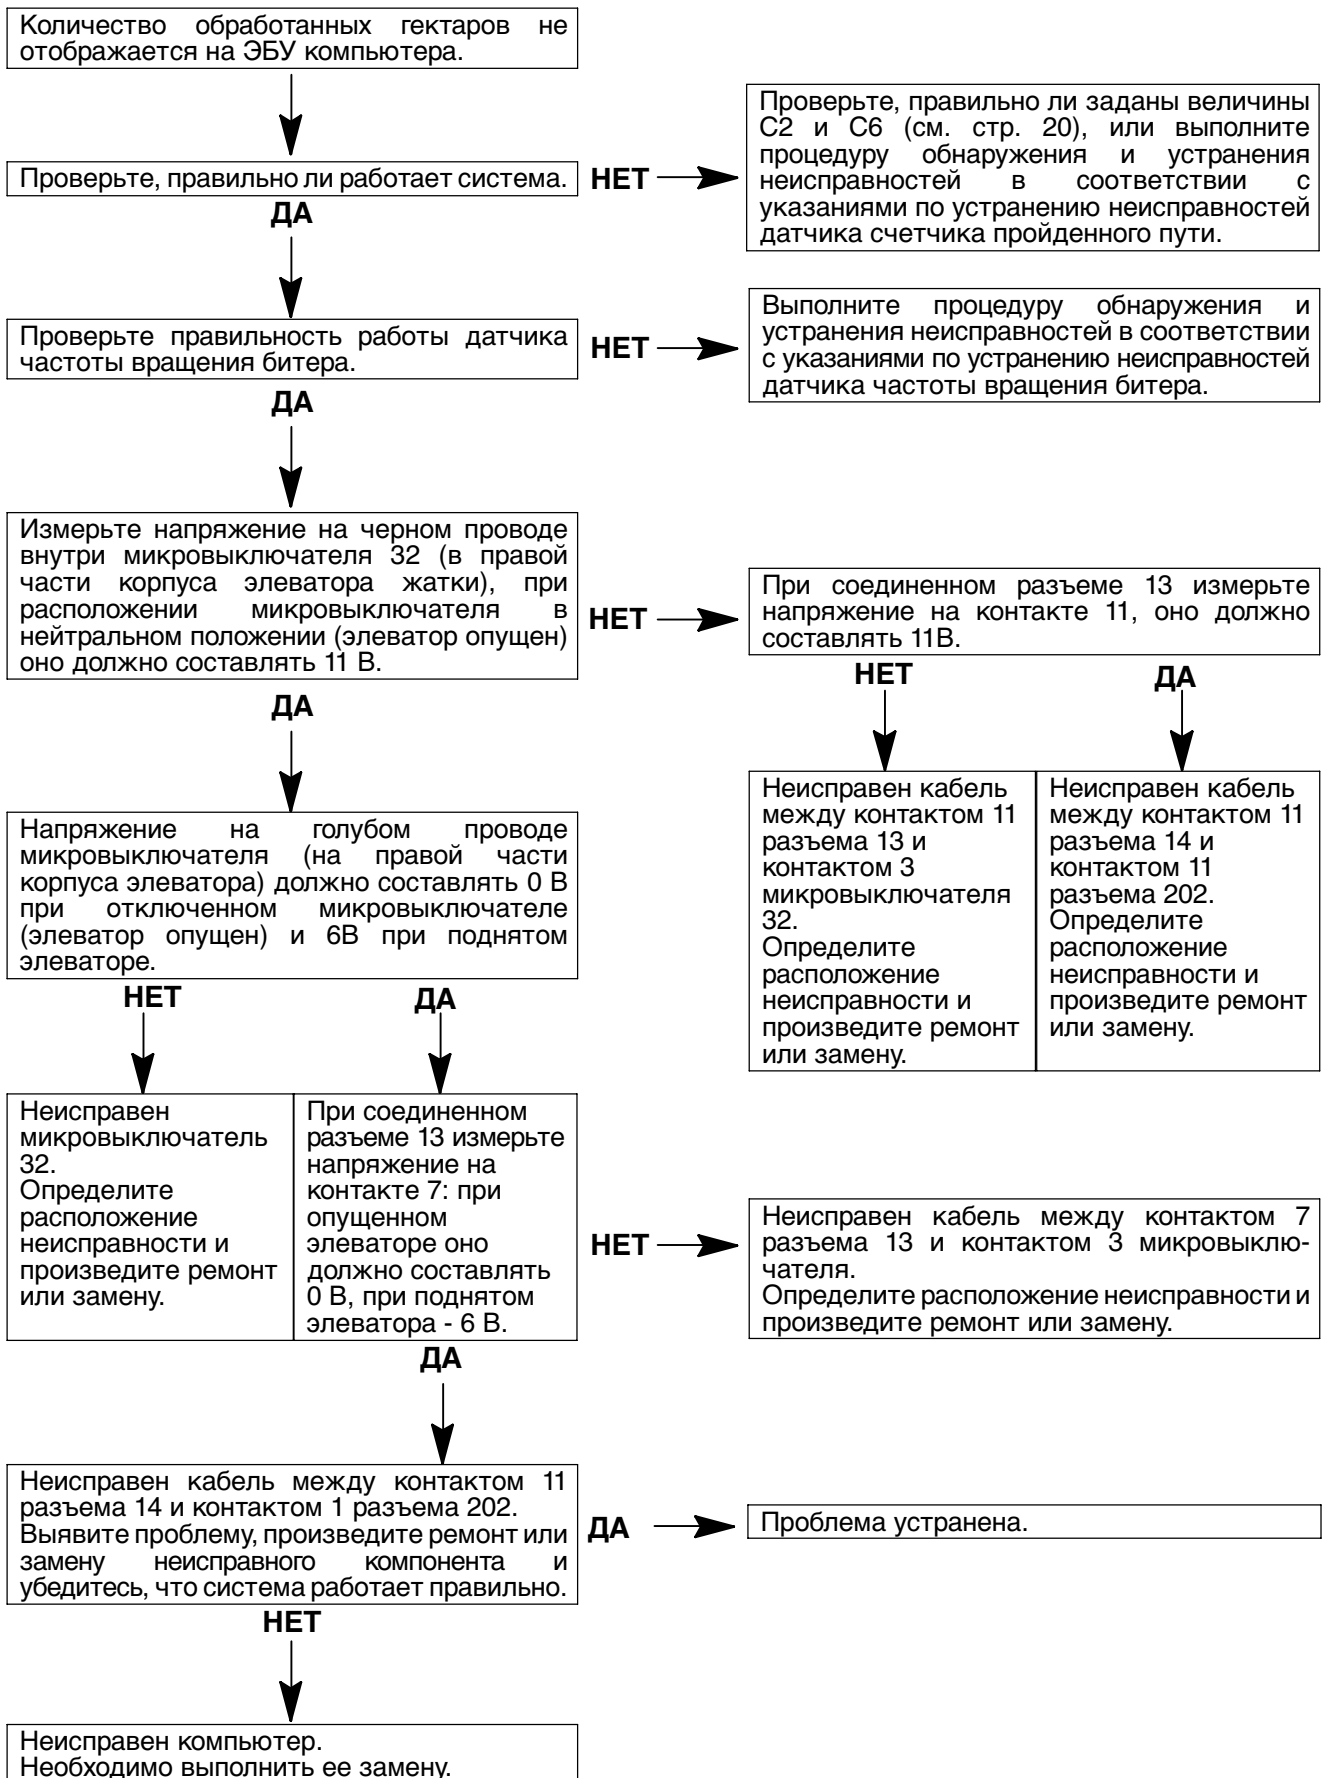 Количество обработанных гектаров не
отображается на ЭБУ компьютера.
Проверьте, правильно ли работает система.
НЕТ
Проверьте, правильно ли заданы величины
С2 и С6 (см. стр. 20), или выполните
процедуру обнаружения и устранения
неисправностей в соответствии с
указаниями по устранению неисправностей
датчика счетчика пройденного пути.
ДА
Проверьте правильность работы датчика
частоты вращения битера.
НЕТ
Выполните процедуру обнаружения и
устранения неисправностей в соответствии
с указаниями по устранению неисправностей
датчика частоты вращения битера.
ДА
Измерьте напряжение на черном проводе
внутри микровыключателя 32 (в правой
части корпуса элеватора жатки), при
расположении микровыключателя в
нейтральном положении (элеватор опущен)
оно должно составлять 11 В.
НЕТ
При соединенном разъеме 13 измерьте
напряжение на контакте 11, оно должно
составлять 11В.
НЕТ
ДА
Неисправен кабель
между контактом 11
разъема 13 и
контактом 3
микровыключателя
32.
Определите
расположение
неисправности и
произведите ремонт
или замену.
Неисправен кабель
между контактом 11
разъема 14 и
контактом 11
разъема 202.
Определите
расположение
неисправности и
произведите ремонт
или замену.
ДА
Напряжение на голубом проводе
микровыключателя (на правой части
корпуса элеватора) должно составлять 0 В
при отключенном микровыключателе
(элеватор опущен) и 6В при поднятом
элеваторе.
НЕТ
ДА
Неисправен
микровыключатель
32.
Определите
расположение
неисправности и
произведите ремонт
или замену.
При соединенном
разъеме 13 измерьте
напряжение на
контакте 7: при
опущенном
элеваторе оно
должно составлять
0 В, при поднятом
элеватора - 6 В.
НЕТ
Неисправен кабель между контактом 7
разъема 13 и контактом 3 микровыклю-
чателя.
Определите расположение неисправности и
произведите ремонт или замену.
ДА
Неисправен кабель между контактом 11
разъема 14 и контактом 1 разъема 202.
Выявите проблему, произведите ремонт или
замену неисправного компонента и
убедитесь, что система работает правильно.
ДА
Проблема устранена.
НЕТ
Неисправен компьютер.
Необходимо выполнить ее замену.